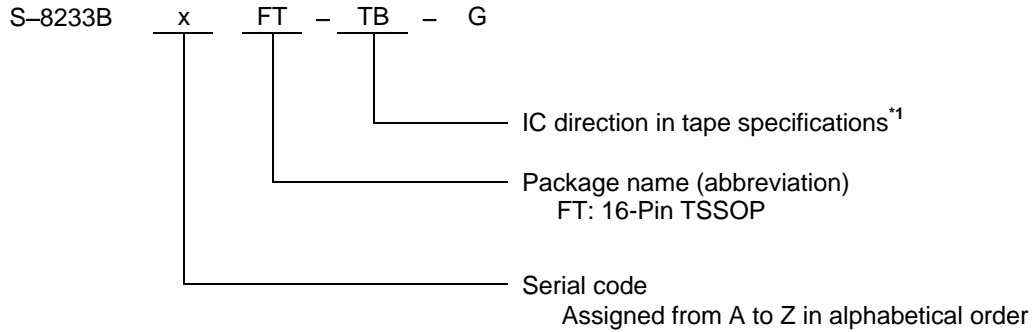 S–8233B x FT – TB – G
IC direction in tape specifications*1
Package name (abbreviation)
FT: 16-Pin TSSOP
Serial code
Assigned from A to Z in alphabetical order